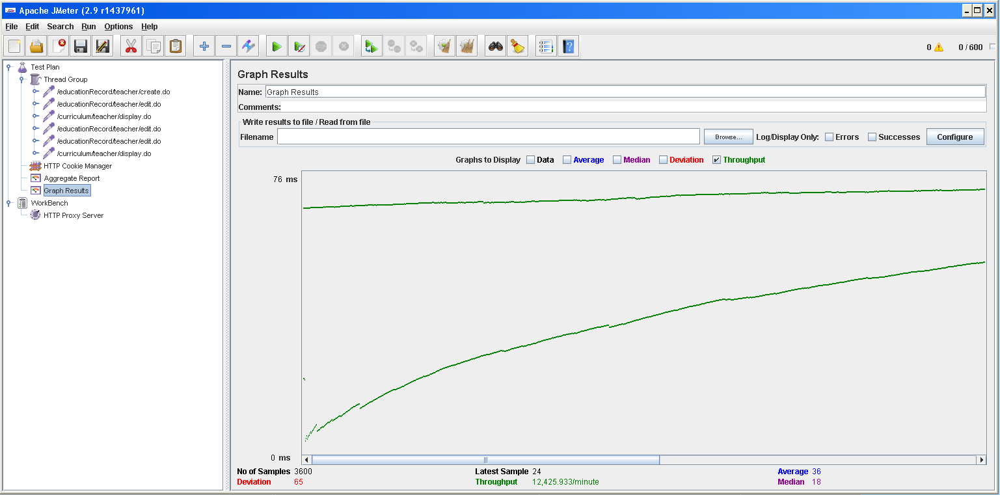 Apache JMeter (2.9 r1437961)
File Edit Search Run Options Help
0 0 / 600
Test Plan
Thread Group
/educationRecord/teacher/create.do
/educationRecord/teacher/edit.do
/curriculum/teacher/display.do
/educationRecord/teacher/edit.do
/educationRecord/teacher/edit.do
/curriculum/teacher/display.do
HTTP Cookie Manager
Aggregate Report
Graph Results
WorkBench
HTTP Proxy Server
Graph Results
Name: Graph Results
Comments:
Write results to file / Read from file
Filename Browse... Log/Display Only: Errors Successes Configure
Graphs to Display Data Average Median Deviation Throughput
76 ms
0 ms
No of Samples 3600 Latest Sample 24 Average 36
Deviation 65 Throughput 12,425.933/minute Median 18